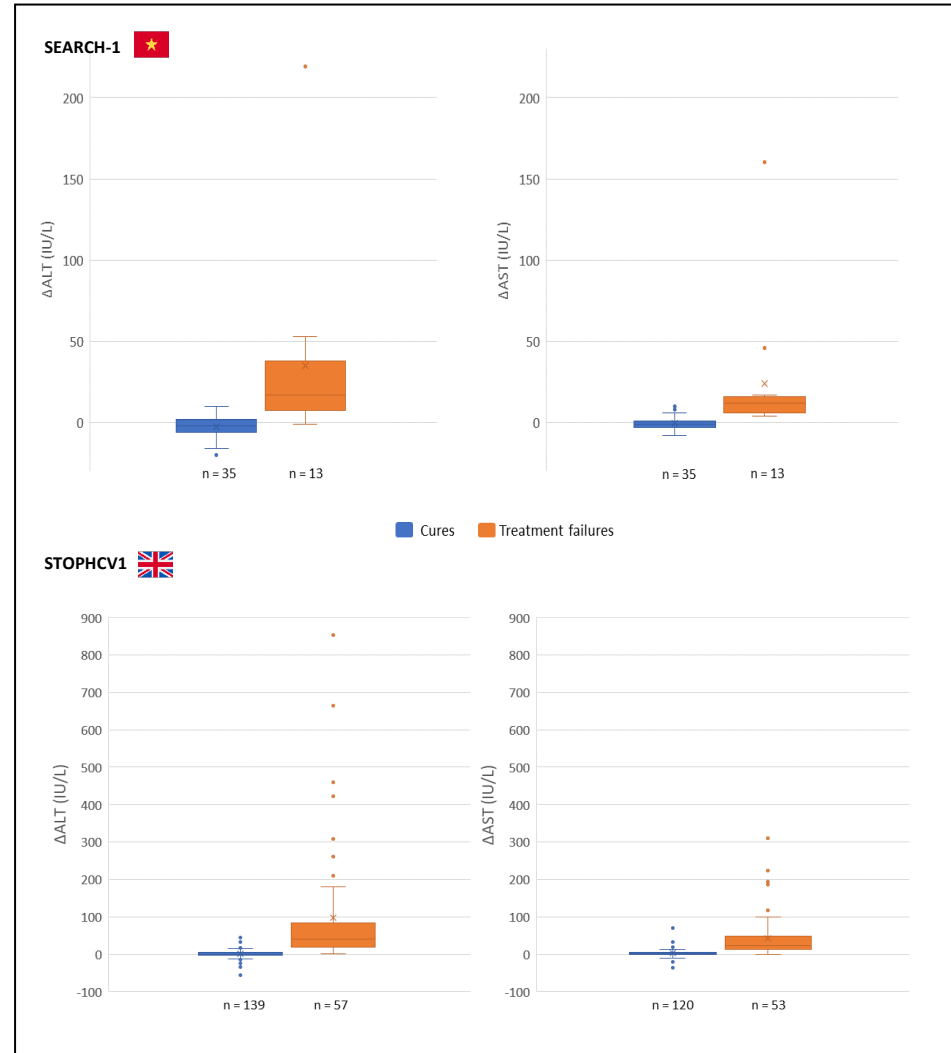 SEARCH-1
200
150
100
50
0
ΔALT (IU/L)
n = 35
n = 13
200
150
100
50
0
ΔAST (IU/L)
n = 35
n = 13
Cures
Treatment failures
STOPHCV1
900
800
700
600
500
400
300
200
100
0
-100
ΔALT (IU/L)
n = 139
n = 57
900
800
700
600
500
400
300
200
100
0
-100
ΔAST (IU/L)
n = 120
n = 53